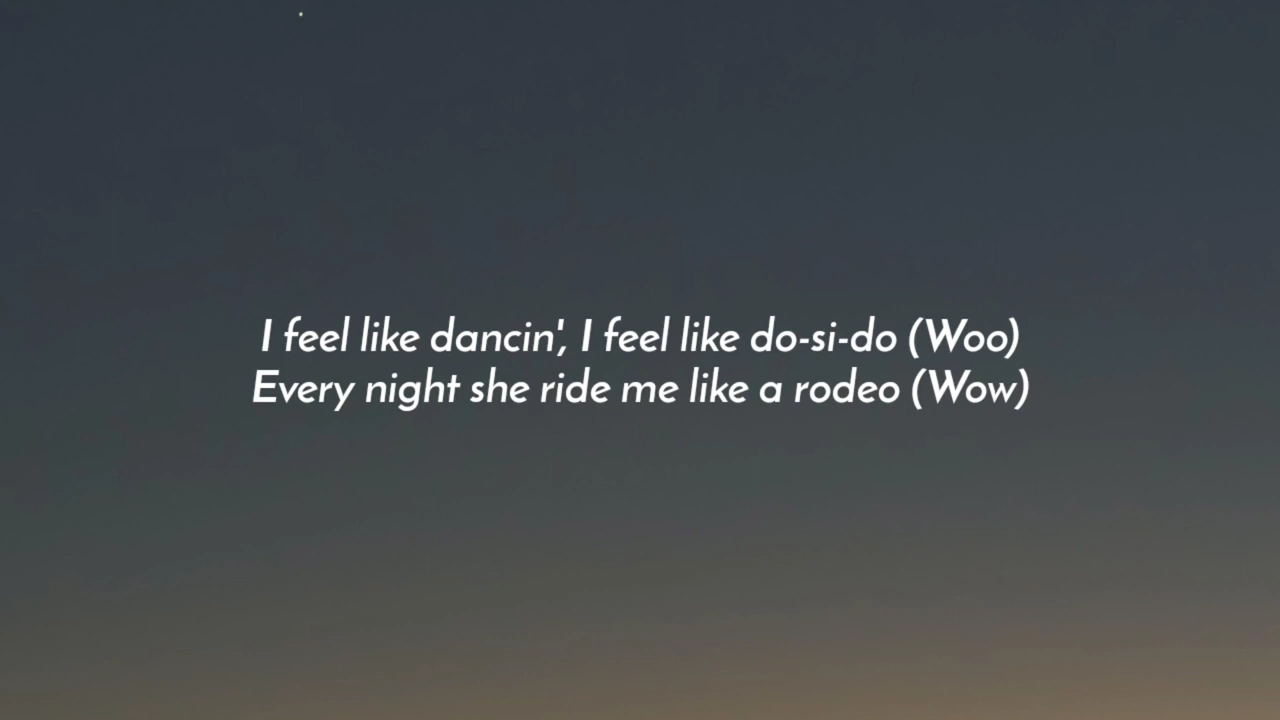 I feel like dancin', I feel like do-si-do (Woo)
Every night she ride me like a rodeo (Wow)